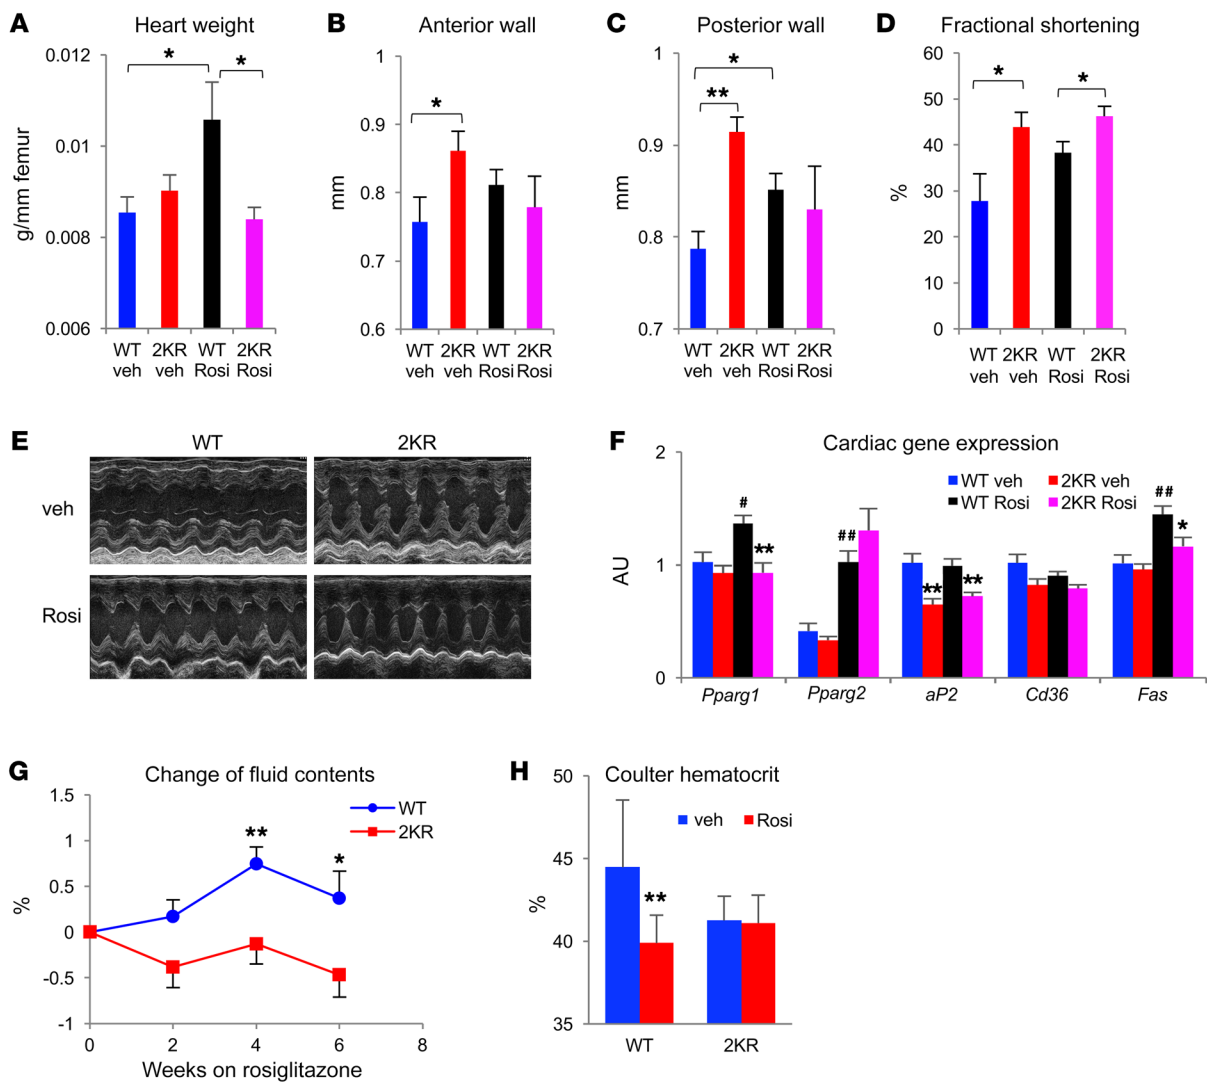 A Heart weight
0.012
0.01
0.008
0.006
g/mm femur
* *
WT 2KR WT 2KR
veh veh Rosi Rosi
B Anterior wall
1
0.9
0.8
0.7
0.6
mm
*
WT 2KR WT 2KR
veh veh Rosi Rosi
C Posterior wall
1
0.9
0.8
0.7
mm
*
**
WT 2KR WT 2KR
veh veh Rosi Rosi
D Fractional shortening
60
50
40
30
20
10
0
%
* *
WT 2KR WT 2KR
veh veh Rosi Rosi
E WT 2KR
veh
Rosi
F Cardiac gene expression
2
1
0
AU
WT veh 2KR veh
WT Rosi 2KR Rosi
# ** ## ** ** ## *
Pparg1 Pparg2 aP2 Cd36 Fas
G Change of fluid contents
1.5
1
0.5
0
-0.5
-1
%
WT
2KR
** *
0 2 4 6 8
Weeks on rosiglitazone
H Coulter hematocrit
50
45
40
35
%
veh Rosi
**
WT 2KR